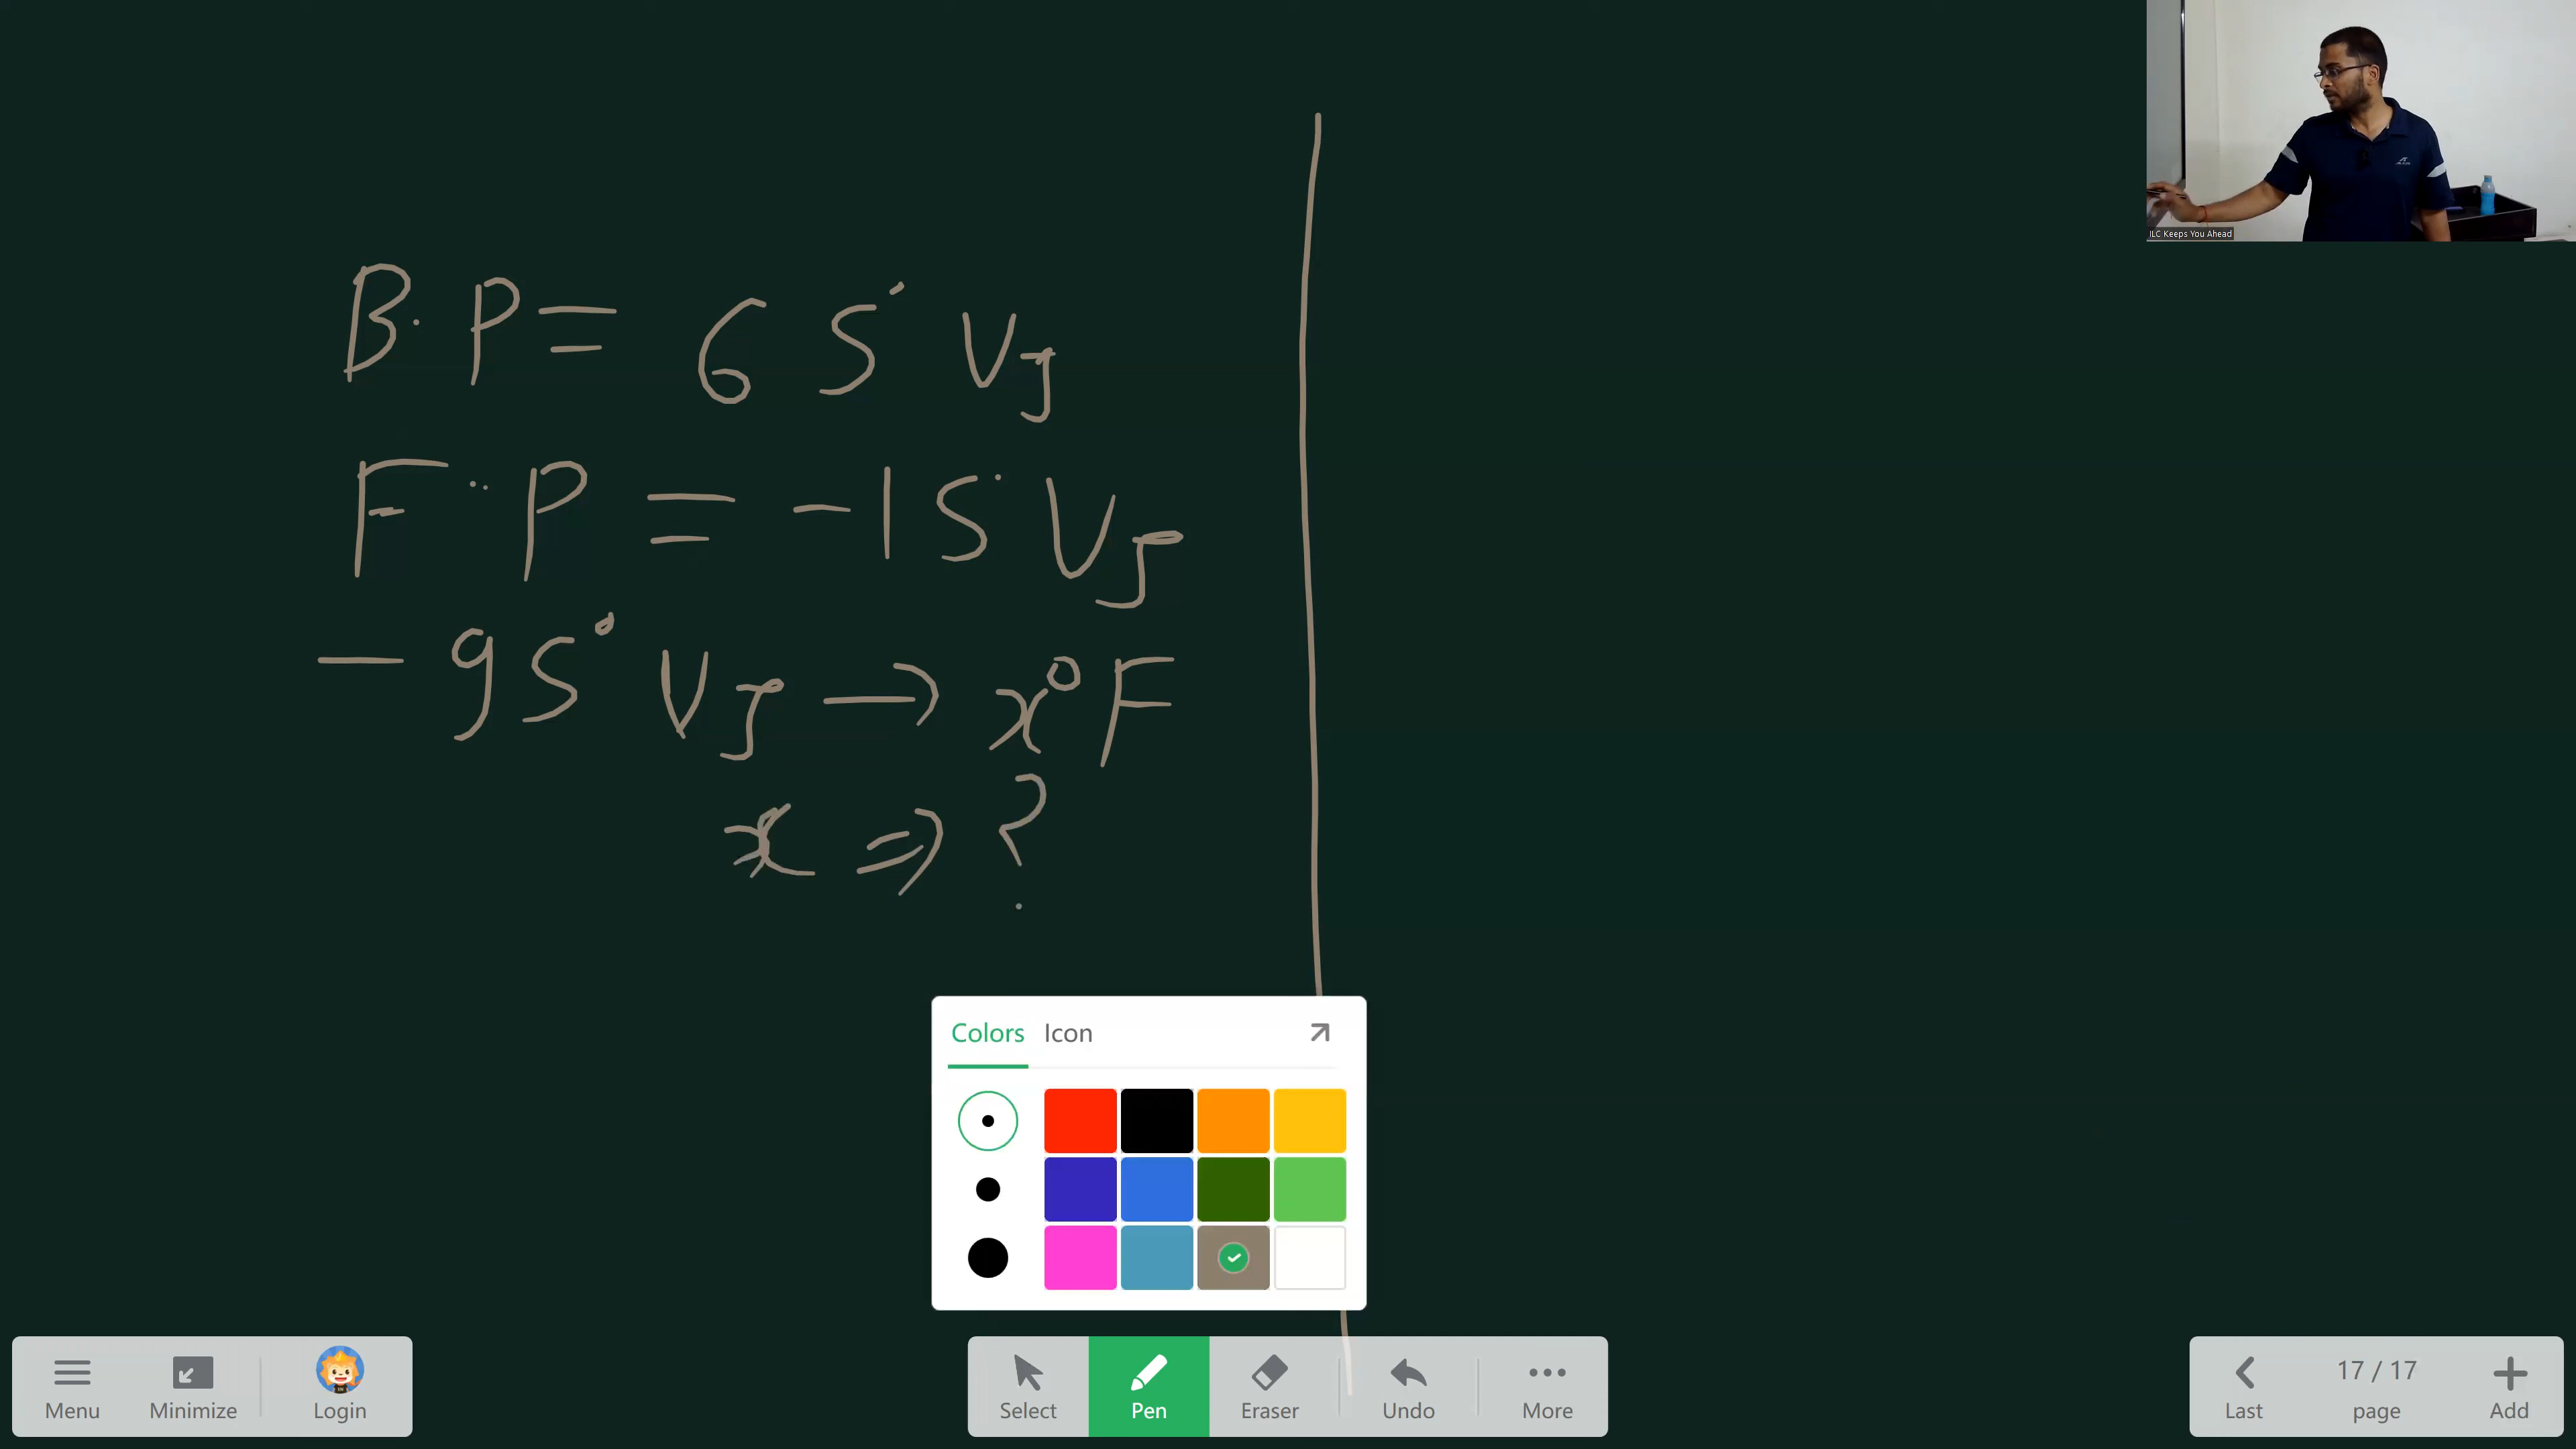 ILC Keeps You Ahead
B.P = 65° VJ
F.P = -15° VJ
- 95° VJ → x° F
x ⇒ ?
Colors Icon
Menu Minimize Login
Select Pen Eraser Undo More
17 / 17
Last page Add